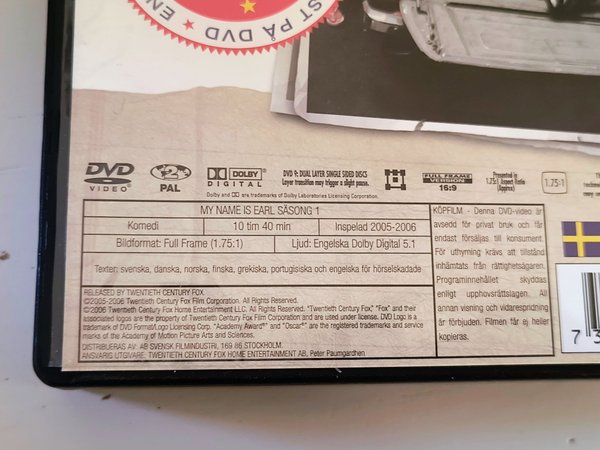 ST PÅ DVD • EN
DVD
VIDEO
2
PAL
DOLBY
DIGITAL
DVD 9: DUAL LAYER SINGLE SIDED DISCS
Layer transition may trigger a slight pause.
Dolby and DD are trademarks of Dolby Laboratories Licensing Corporation.
FULL FRAME
VERSION
16:9
Presented in
1.75:1 Aspect Ratio
(Approx)
1.75:1
MY NAME IS EARL SÄSONG 1
Komedi 10 tim 40 min Inspelad 2005-2006
Bildformat: Full Frame (1.75:1) Ljud: Engelska Dolby Digital 5.1
Texter: svenska, danska, norska, finska, grekiska, portugisiska och engelska för hörselskadade
RELEASED BY TWENTIETH CENTURY FOX.
©2005-2006 Twentieth Century Fox Film Corporation. All Rights Reserved.
©2006 Twentieth Century Fox Home Entertainment LLC. All Rights Reserved. "Twentieth Century Fox" "Fox" and their
associated logos are the property of Twentieth Century Fox Film Corporation and are used under license. DVD Logo is a
trademark of DVD Format/Logo Licensing Corp. "Academy Award®" and "Oscar®" are the registered trademarks and service
marks of the Academy of Motion Picture Arts and Sciences.
DISTRIBUERAS AV: AB SVENSK FILMINDUSTRI, 169 86 STOCKHOLM.
ANSVARIG UTGIVARE: TWENTIETH CENTURY FOX HOME ENTERTAINMENT AB, Peter Paumgardhen
KÖPFILM - Denna DVD-video är
avsedd för privat bruk och får
endast försäljas till konsument.
För uthyrning krävs att tillstånd
inhämtats från rättighetsägaren.
Programinnehållet skyddas
enligt upphovsrättslagen. All
annan visning och vidarespridning
är förbjuden. Filmen får ej heller
kopieras.
7